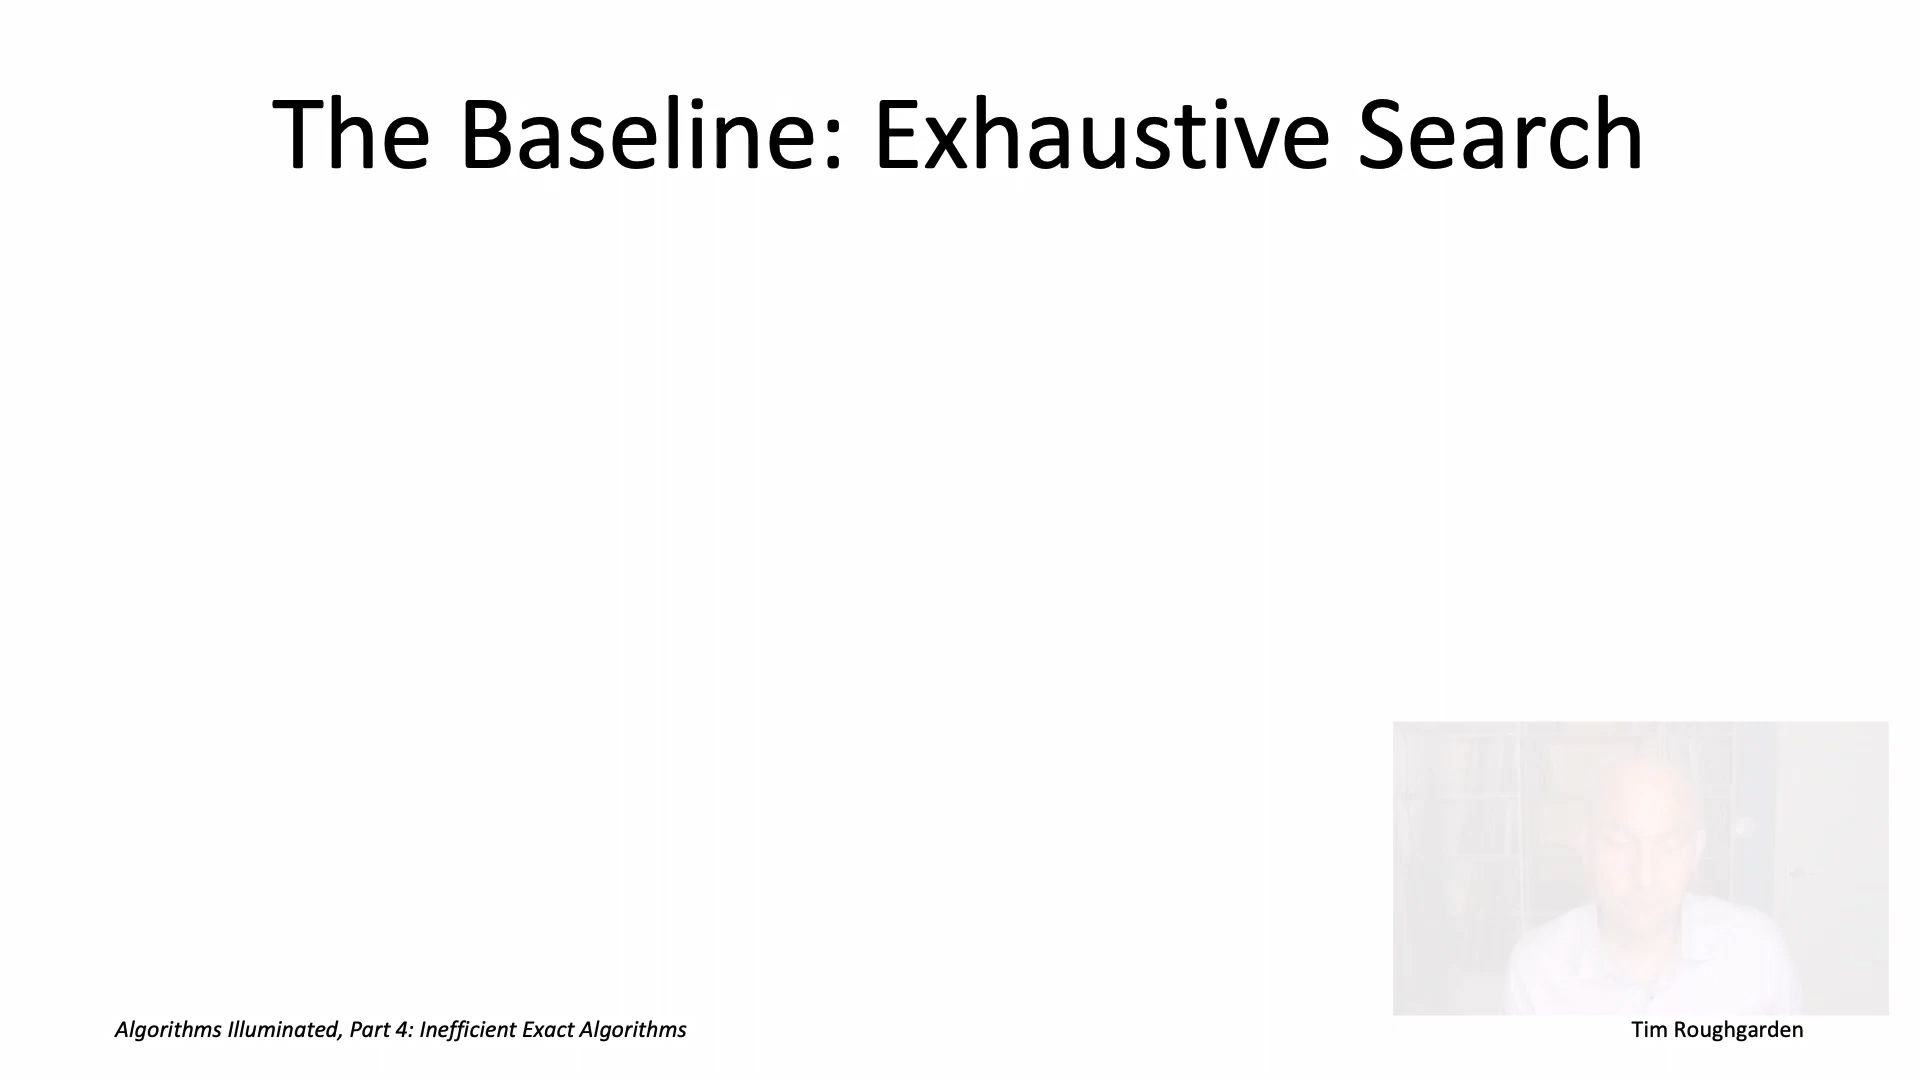 The Baseline: Exhaustive Search
Algorithms Illuminated, Part 4: Inefficient Exact Algorithms
Tim Roughgarden